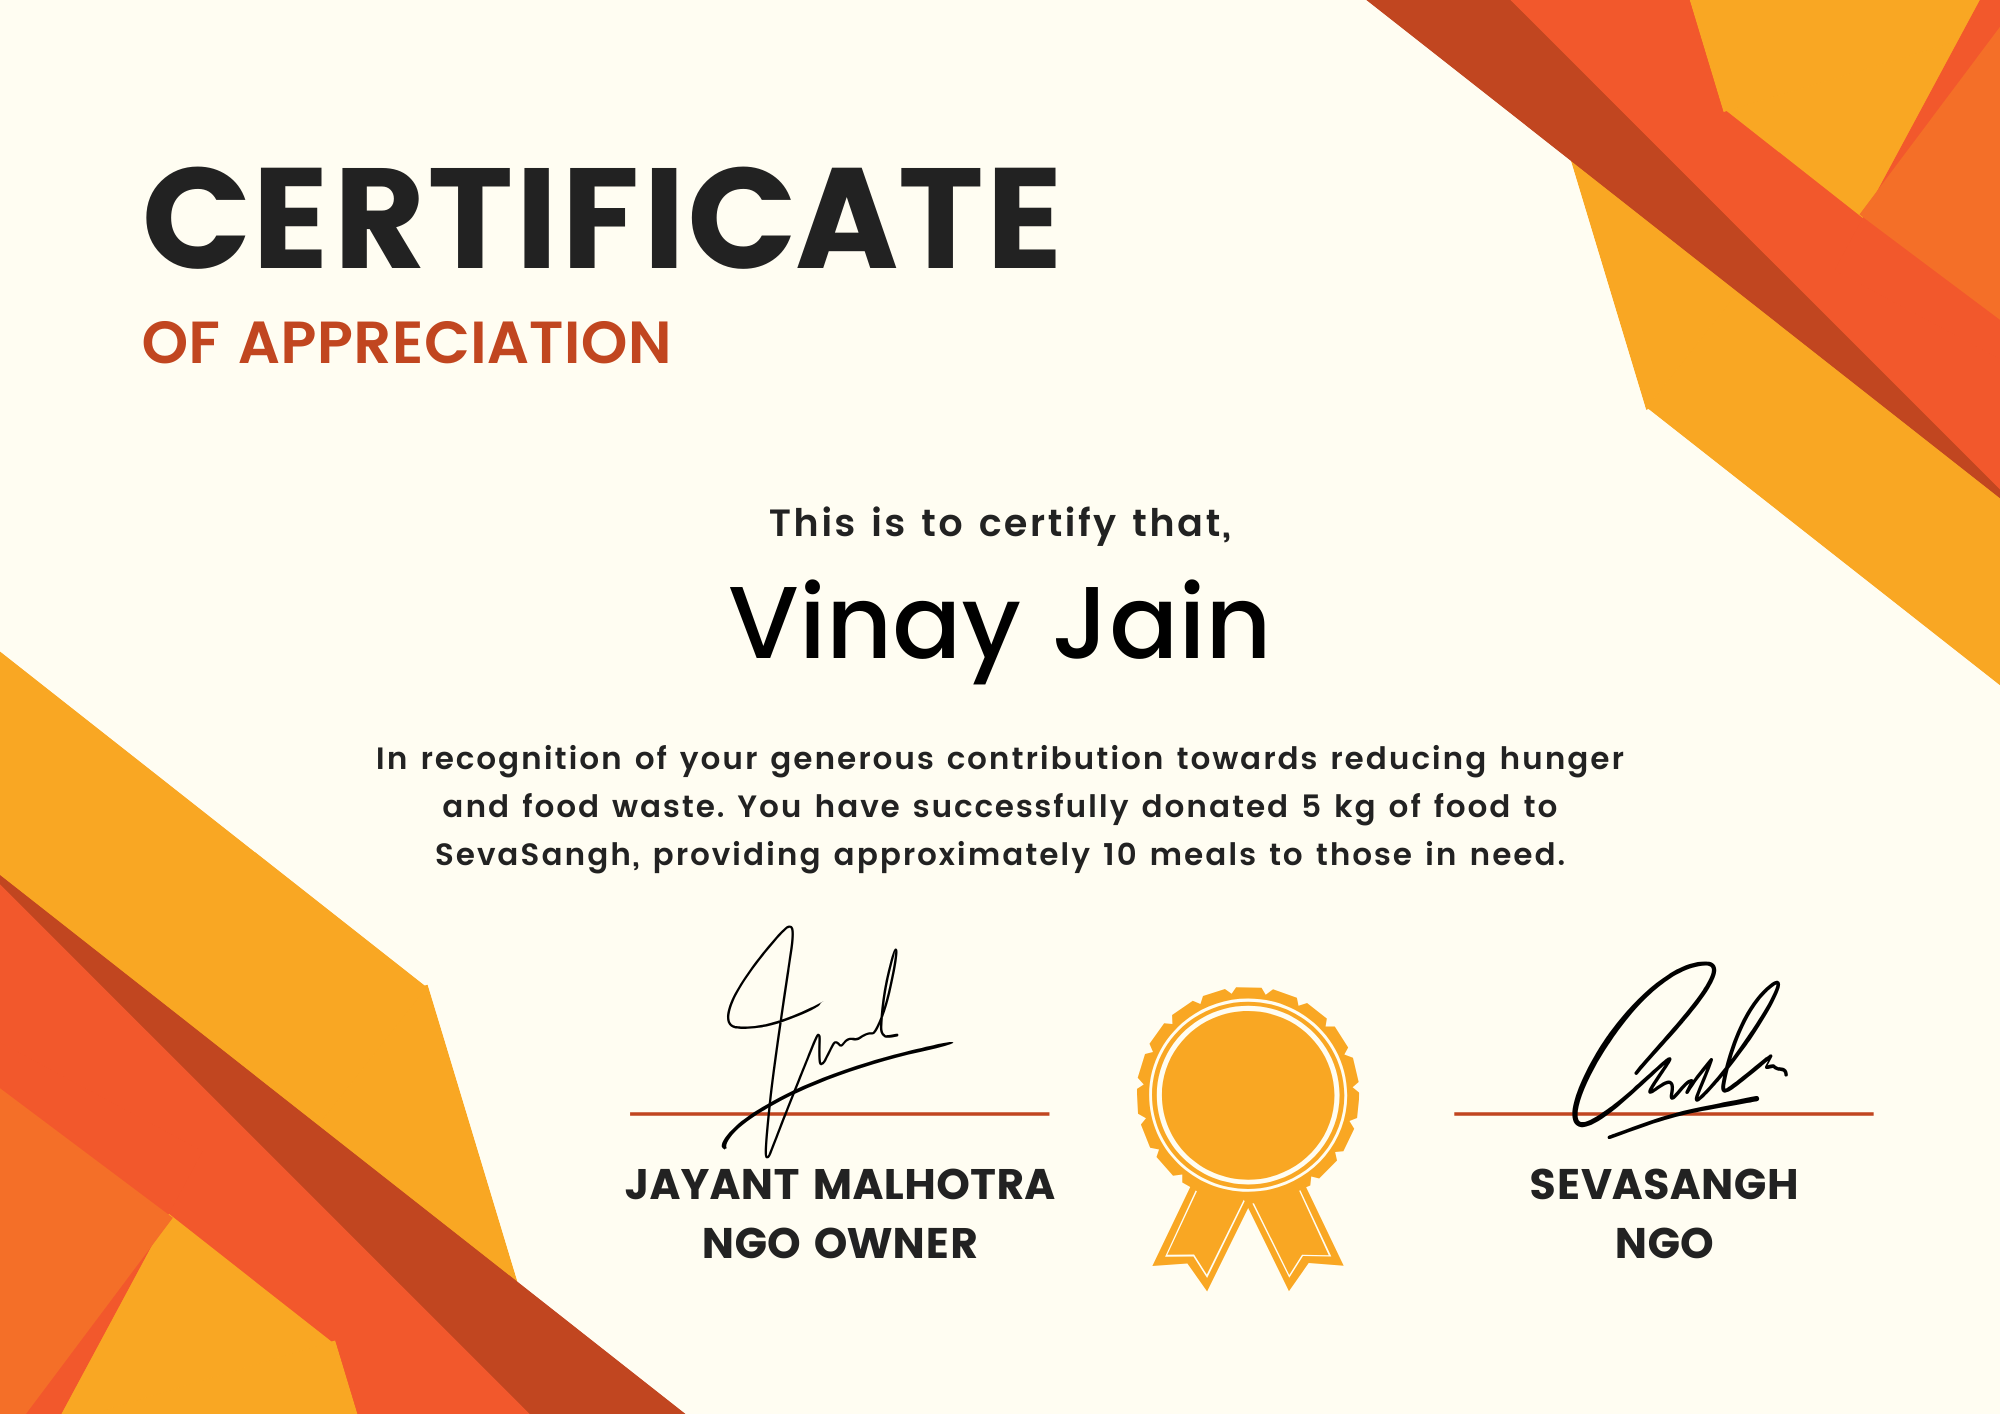 CERTIFICATE
OF APPRECIATION
This is to certify that,
Vinay Jain
In recognition of your generous contribution towards reducing hunger
and food waste. You have successfully donated 5 kg of food to
SevaSangh, providing approximately 10 meals to those in need.
JAYANT MALHOTRA
NGO OWNER
SEVASANGH
NGO